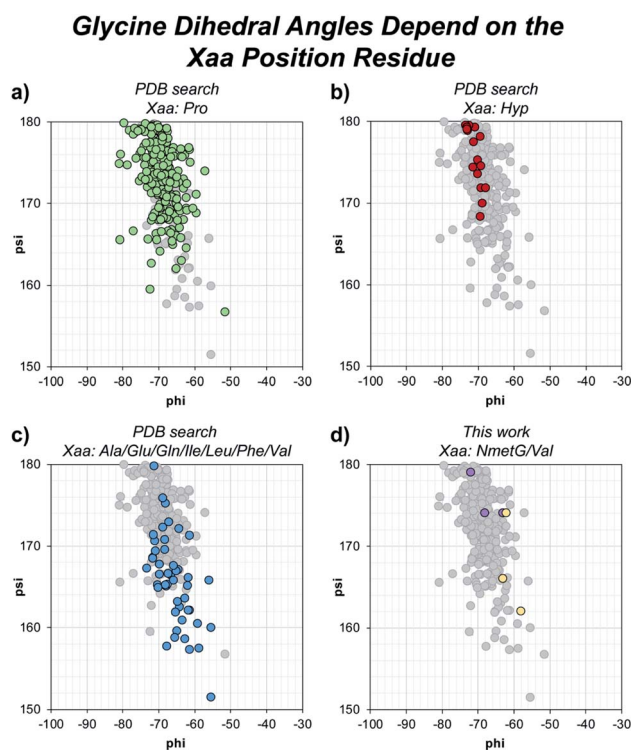 Glycine Dihedral Angles Depend on the
Xaa Position Residue
a)
PDB search
Xaa: Pro
180
170
160
150
psi
-100 -90 -80 -70 -60 -50 -40 -30
phi
b)
PDB search
Xaa: Hyp
180
170
160
150
psi
-100 -90 -80 -70 -60 -50 -40 -30
phi
c)
PDB search
Xaa: Ala/Glu/Gln/Ile/Leu/Phe/Val
180
170
160
150
psi
-100 -90 -80 -70 -60 -50 -40 -30
phi
d)
This work
Xaa: NmetG/Val
180
170
160
150
psi
-100 -90 -80 -70 -60 -50 -40 -30
phi